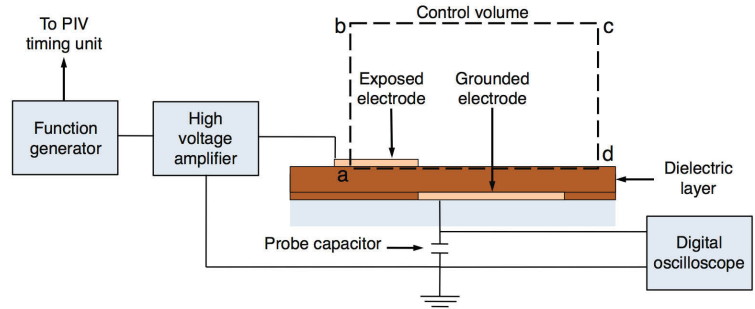 To PIV
timing unit
b
Control volume
c
Exposed
electrode
Grounded
electrode
Function
generator
High
voltage
amplifier
a
d
Dielectric
layer
Probe capacitor
Digital
oscilloscope